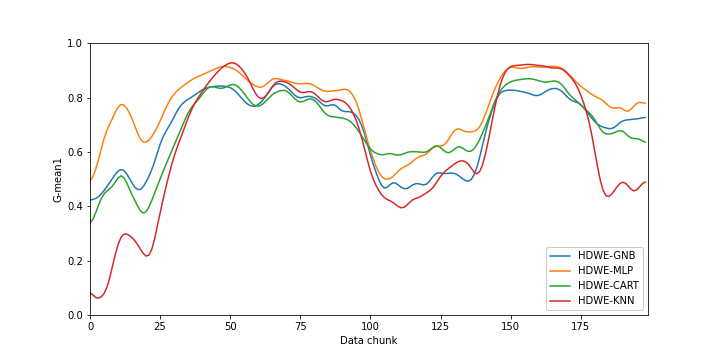 1.0
0.8
0.6
0.4
0.2
0.0
G-mean1
0 25 50 75 100 125 150 175
Data chunk
HDWE-GNB
HDWE-MLP
HDWE-CART
HDWE-KNN